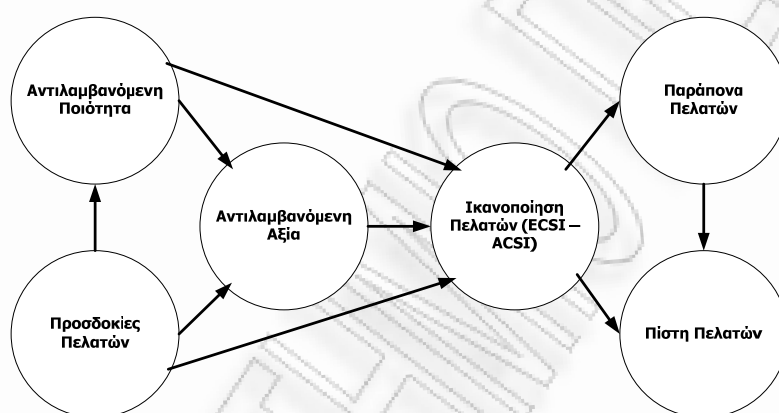 Αντιλαμβανόμενη
Ποιότητα
Παράπονα
Πελατών
Αντιλαμβανόμενη
Αξία
Ικανοποίηση
Πελατών (ECSI –
ACSI)
Προσδοκίες
Πελατών
Πίστη Πελατών